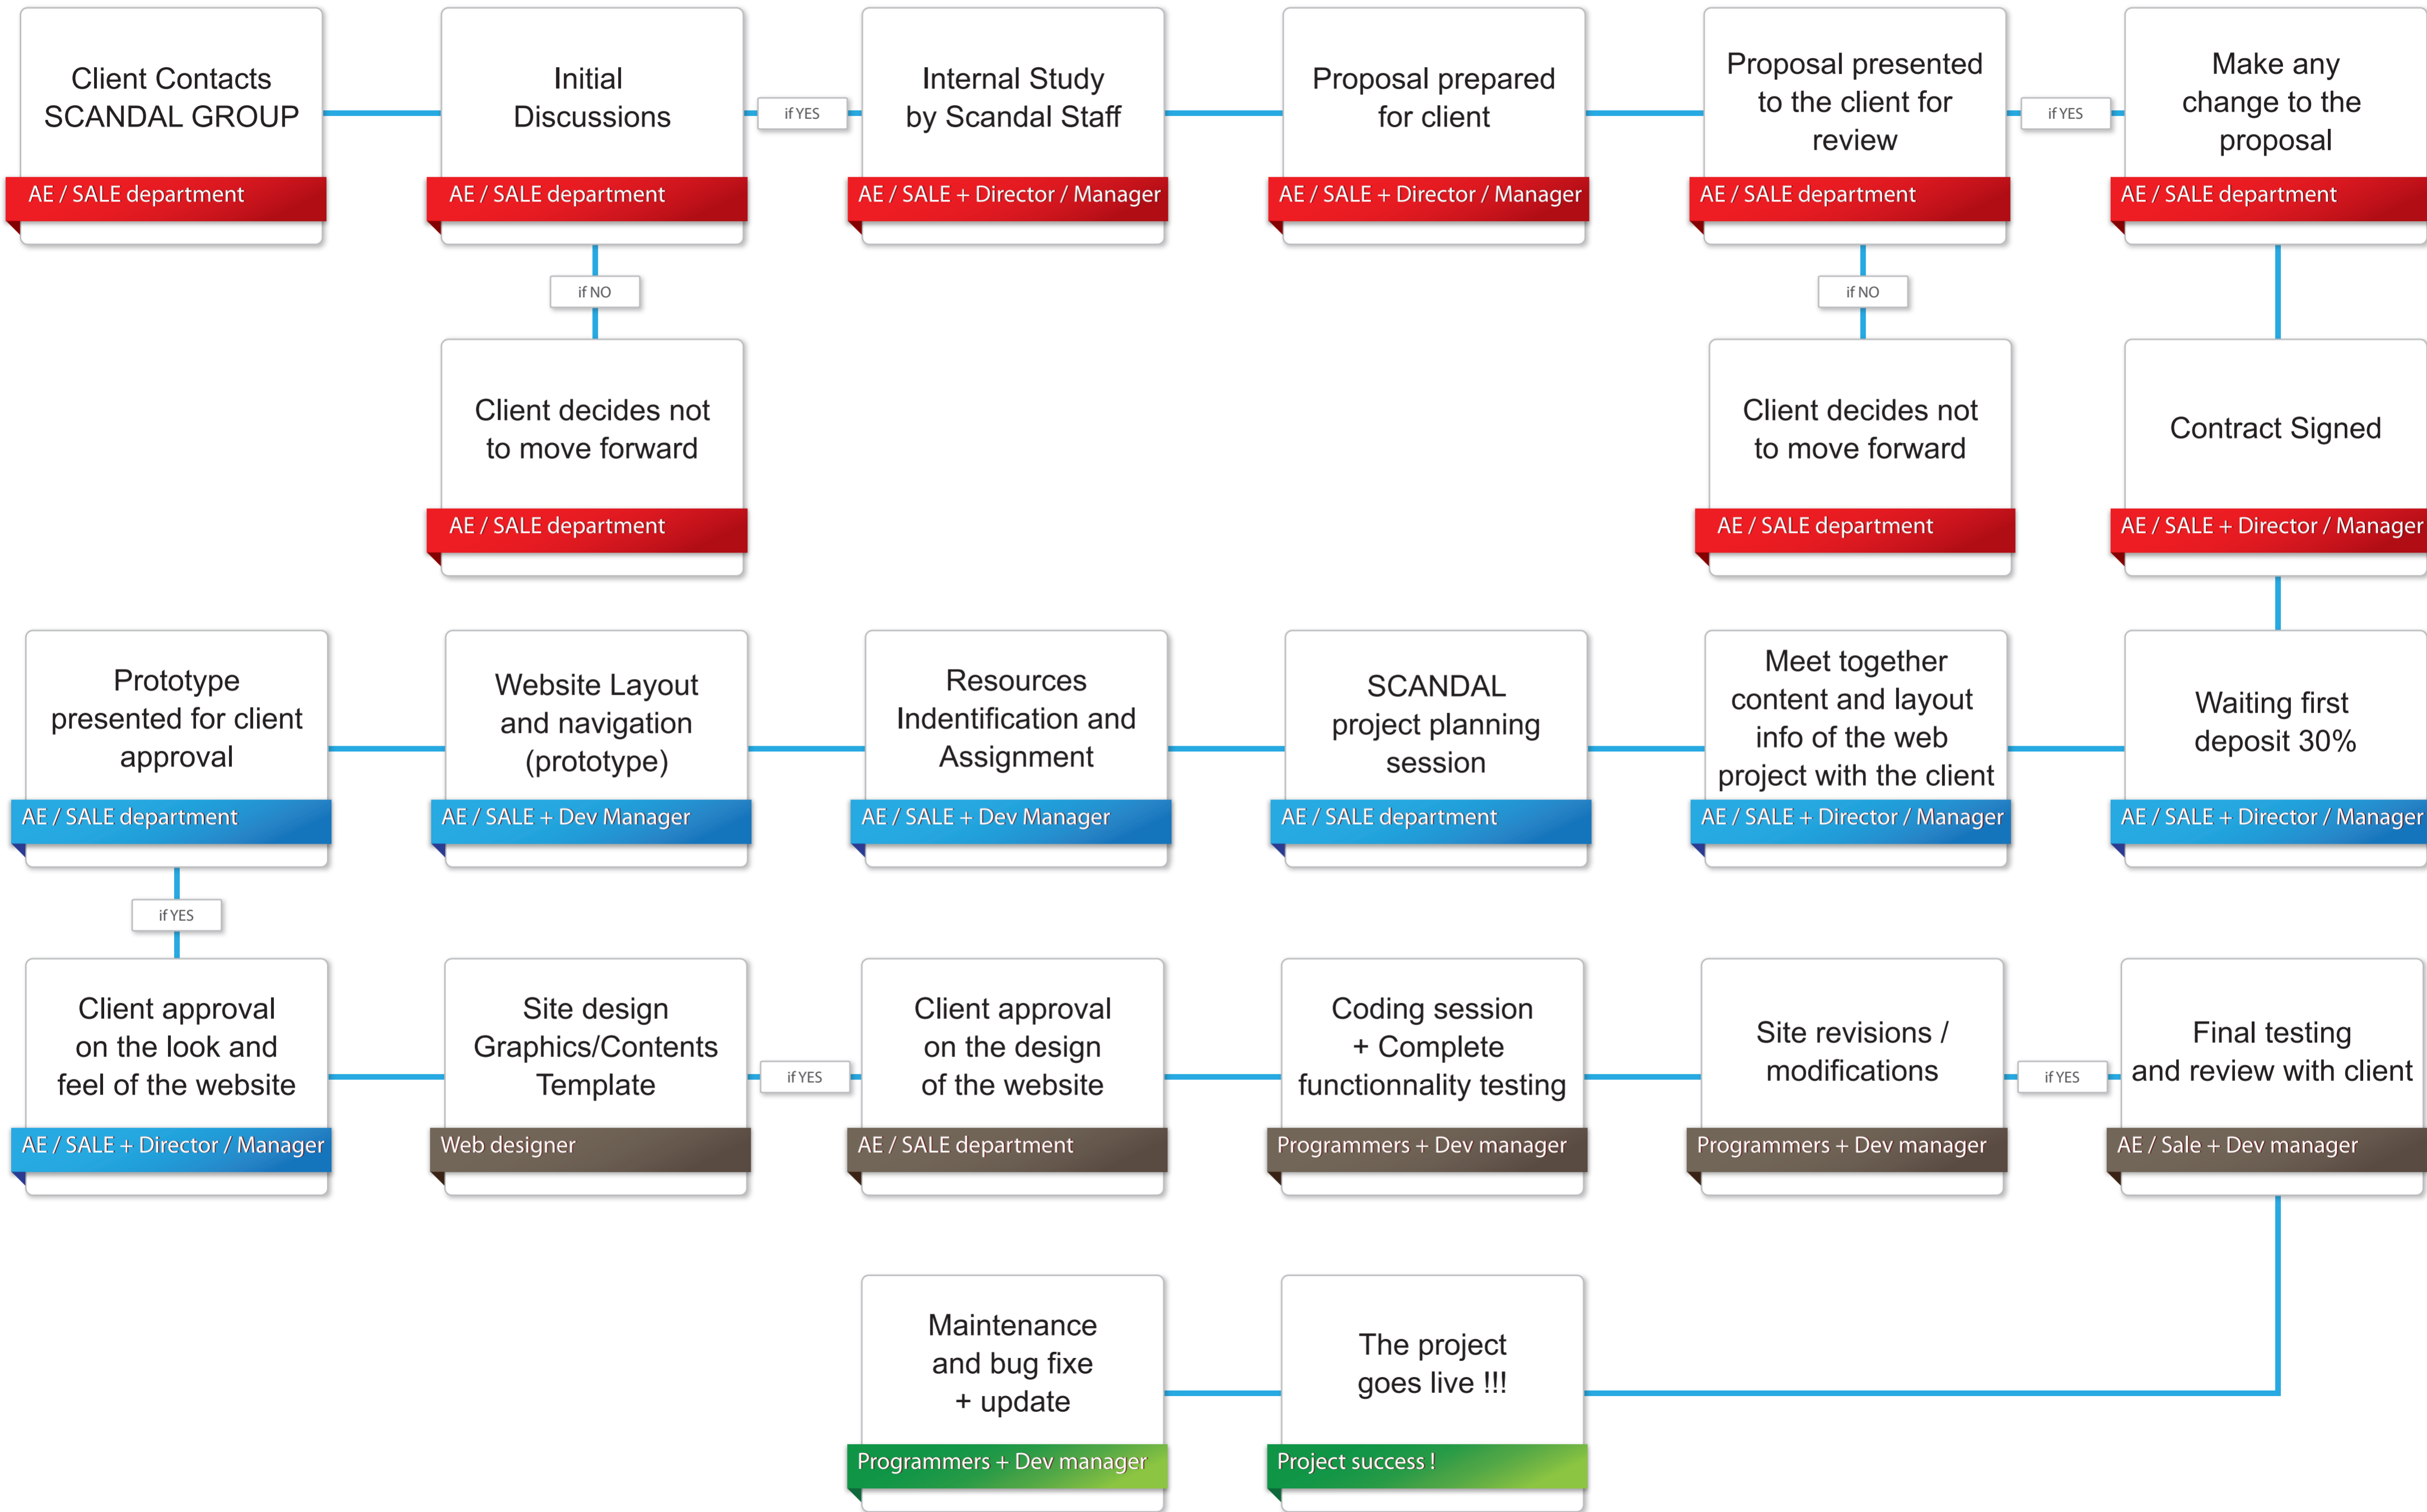 Client Contacts
SCANDAL GROUP
AE / SALE department
Initial
Discussions
AE / SALE department
if YES
Internal Study
by Scandal Staff
AE / SALE + Director / Manager
Proposal prepared
for client
AE / SALE + Director / Manager
Proposal presented
to the client for
review
AE / SALE department
if YES
Make any
change to the
proposal
AE / SALE department
if NO
if NO
Client decides not
to move forward
AE / SALE department
Client decides not
to move forward
AE / SALE department
Contract Signed
AE / SALE + Director / Manager
Prototype
presented for client
approval
AE / SALE department
Website Layout
and navigation
(prototype)
AE / SALE + Dev Manager
Resources
Indentification and
Assignment
AE / SALE + Dev Manager
SCANDAL
project planning
session
AE / SALE department
Meet together
content and layout
info of the web
project with the client
AE / SALE + Director / Manager
Waiting first
deposit 30%
AE / SALE + Director / Manager
if YES
Client approval
on the look and
feel of the website
AE / SALE + Director / Manager
Site design
Graphics/Contents
Template
Web designer
if YES
Client approval
on the design
of the website
AE / SALE department
Coding session
+ Complete
functionnality testing
Programmers + Dev manager
Site revisions /
modifications
Programmers + Dev manager
if YES
Final testing
and review with client
AE / Sale + Dev manager
Maintenance
and bug fixe
+ update
Programmers + Dev manager
The project
goes live !!!
Project success !